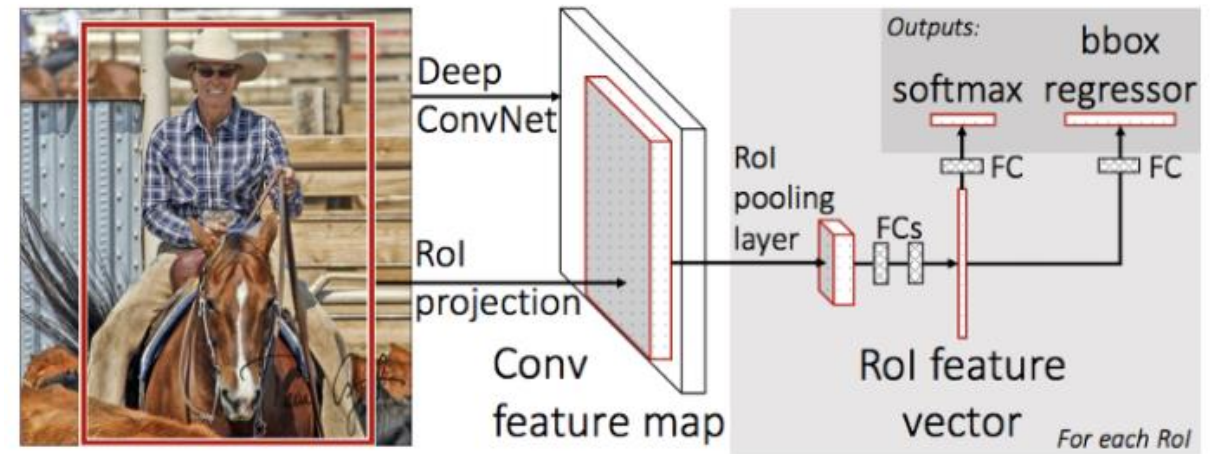 Deep
ConvNet
RoI
projection
Conv
feature map
RoI
pooling
layer
FCs
RoI feature
vector
For each RoI
Outputs:
softmax
bbox
regressor
FC
FC